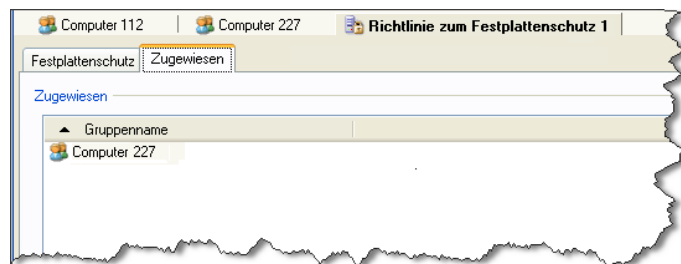 Computer 112 Computer 227 Richtlinie zum Festplattenschutz 1
Festplattenschutz Zugewiesen
Zugewiesen
Gruppenname
Computer 227